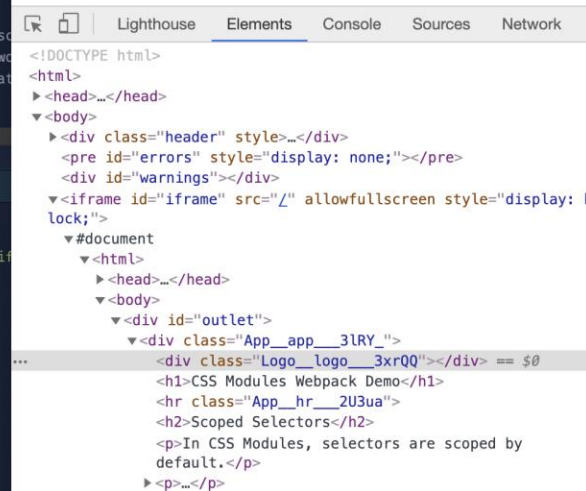 Lighthouse Elements Console Sources Network
<!DOCTYPE html>
<html>
▶<head>…</head>
▼<body>
▶<div class="header" style>…</div>
<pre id="errors" style="display: none;"></pre>
<div id="warnings"></div>
▼<iframe id="iframe" src="/" allowfullscreen style="display: b
lock;">
▼#document
▼<html>
▶<head>…</head>
▼<body>
▼<div id="outlet">
▼<div class="App__app___3lRY_">
… <div class="Logo__logo___3xrQQ"></div> == $0
<h1>CSS Modules Webpack Demo</h1>
<hr class="App__hr___2U3ua">
<h2>Scoped Selectors</h2>
<p>In CSS Modules, selectors are scoped by
default.</p>
▶<p>…</p>